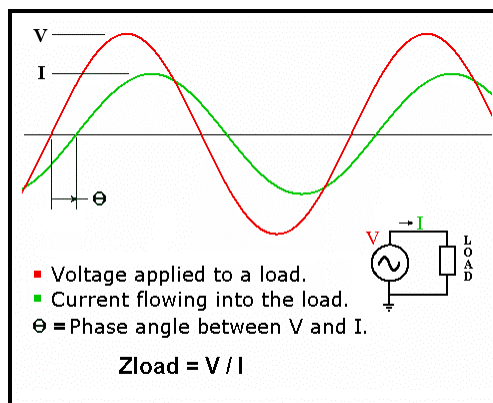 V
I
Θ
V
I
LOAD
Voltage applied to a load.
Current flowing into the load.
Θ = Phase angle between V and I.
Zload = V / I